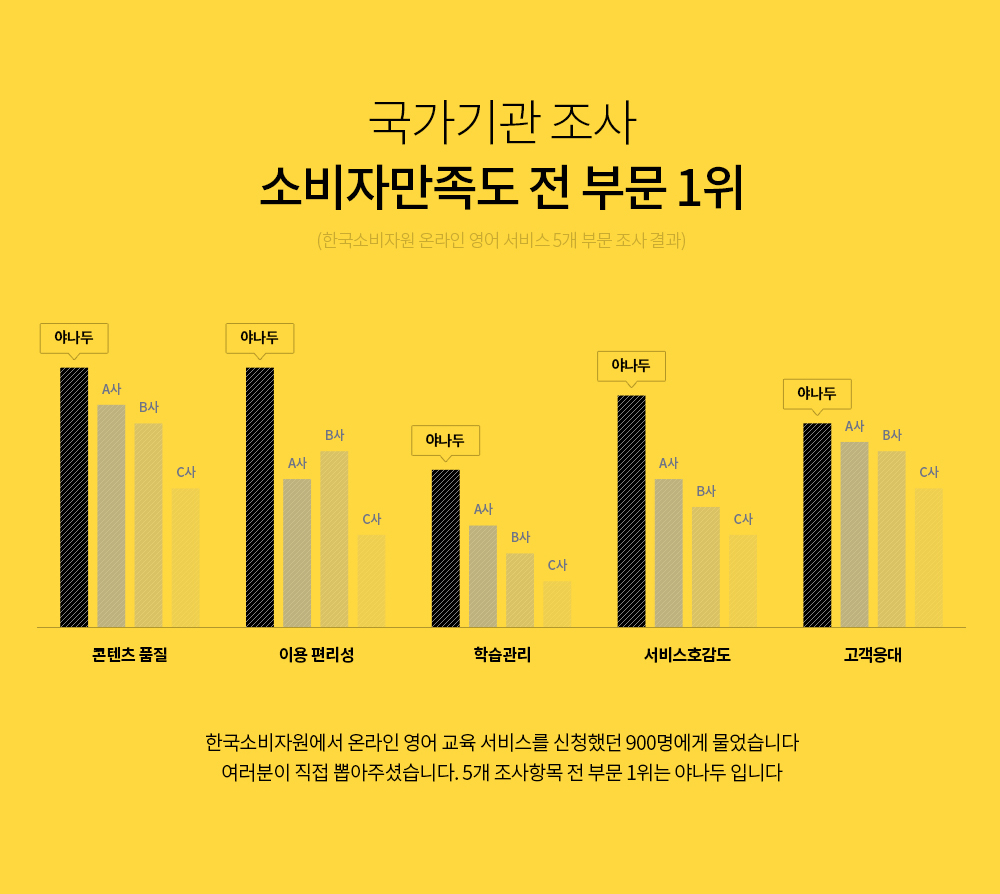 국가기관 조사
소비자만족도 전 부문 1위
(한국소비자원 온라인 영어 서비스 5개 부문 조사 결과)
야나두
A사
B사
C사
야나두
A사
B사
C사
야나두
A사
B사
C사
야나두
A사
B사
C사
야나두
A사
B사
C사
콘텐츠 품질
이용 편리성
학습관리
서비스호감도
고객응대
한국소비자원에서 온라인 영어 교육 서비스를 신청했던 900명에게 물었습니다
여러분이 직접 뽑아주셨습니다. 5개 조사항목 전 부문 1위는 야나두 입니다